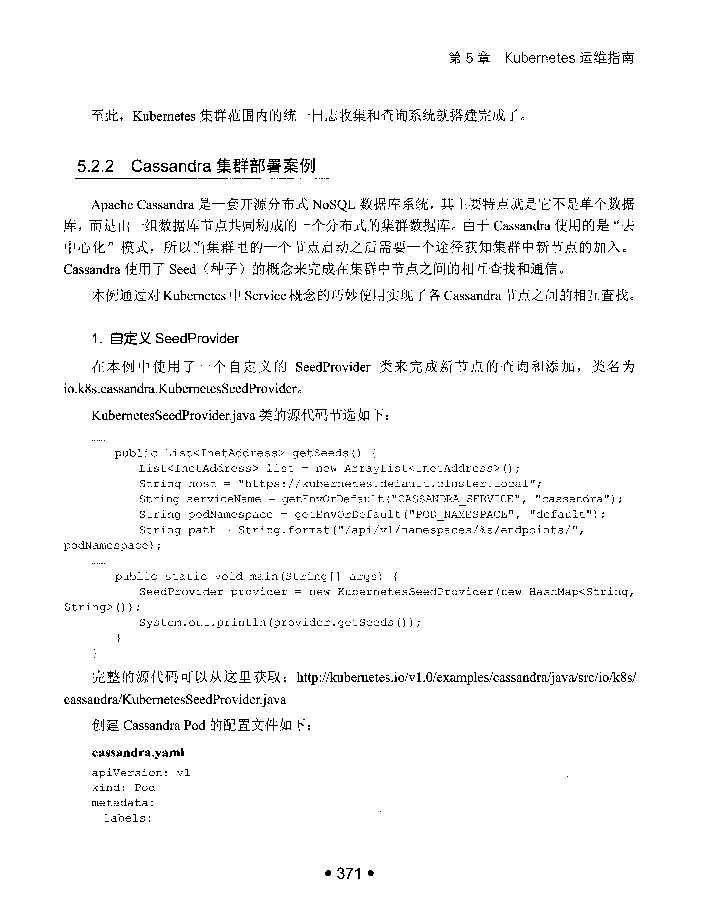 第 5 章 Kubernetes 运维指南
至此，Kubernetes 集群范围内的统一日志收集和查询系统就搭建完成了。
5.2.2 Cassandra 集群部署案例
Apache Cassandra 是一套开源分布式 NoSQL 数据库系统，其主要特点就是它不是单个数据
库，而是由一组数据库节点共同构成的一个分布式的集群数据库。由于 Cassandra 使用的是“去
中心化”模式，所以当集群里的一个节点启动之后需要一个途径获知集群中新节点的加入。
Cassandra 使用了 Seed（种子）的概念来完成在集群中节点之间的相互查找和通信。
本例通过对 Kubernetes 中 Service 概念的巧妙使用实现了各 Cassandra 节点之间的相互查找。
1. 自定义 SeedProvider
在本例中使用了一个自定义的 SeedProvider 类来完成新节点的查询和添加，类名为
io.k8s.cassandra.KubernetesSeedProvider。
KubernetesSeedProvider.java 类的源代码节选如下：
……
public List<InetAddress> getSeeds() {
List<InetAddress> list = new ArrayList<InetAddress>();
String host = "https://kubernetes.default.cluster.local";
String serviceName = getEnvOrDefault("CASSANDRA_SERVICE", "cassandra");
String podNamespace = getEnvOrDefault("POD_NAMESPACE", "default");
String path = String.format("/api/v1/namespaces/%s/endpoints/",
podNamespace);
……
public static void main(String[] args) {
SeedProvider provider = new KubernetesSeedProvider(new HashMap<String,
String>());
System.out.println(provider.getSeeds());
}
}
完整的源代码可以从这里获取：http://kubernetes.io/v1.0/examples/cassandra/java/src/io/k8s/
cassandra/KubernetesSeedProvider.java
创建 Cassandra Pod 的配置文件如下：
cassandra.yaml
apiVersion: v1
kind: Pod
metadata:
labels:
• 371 •